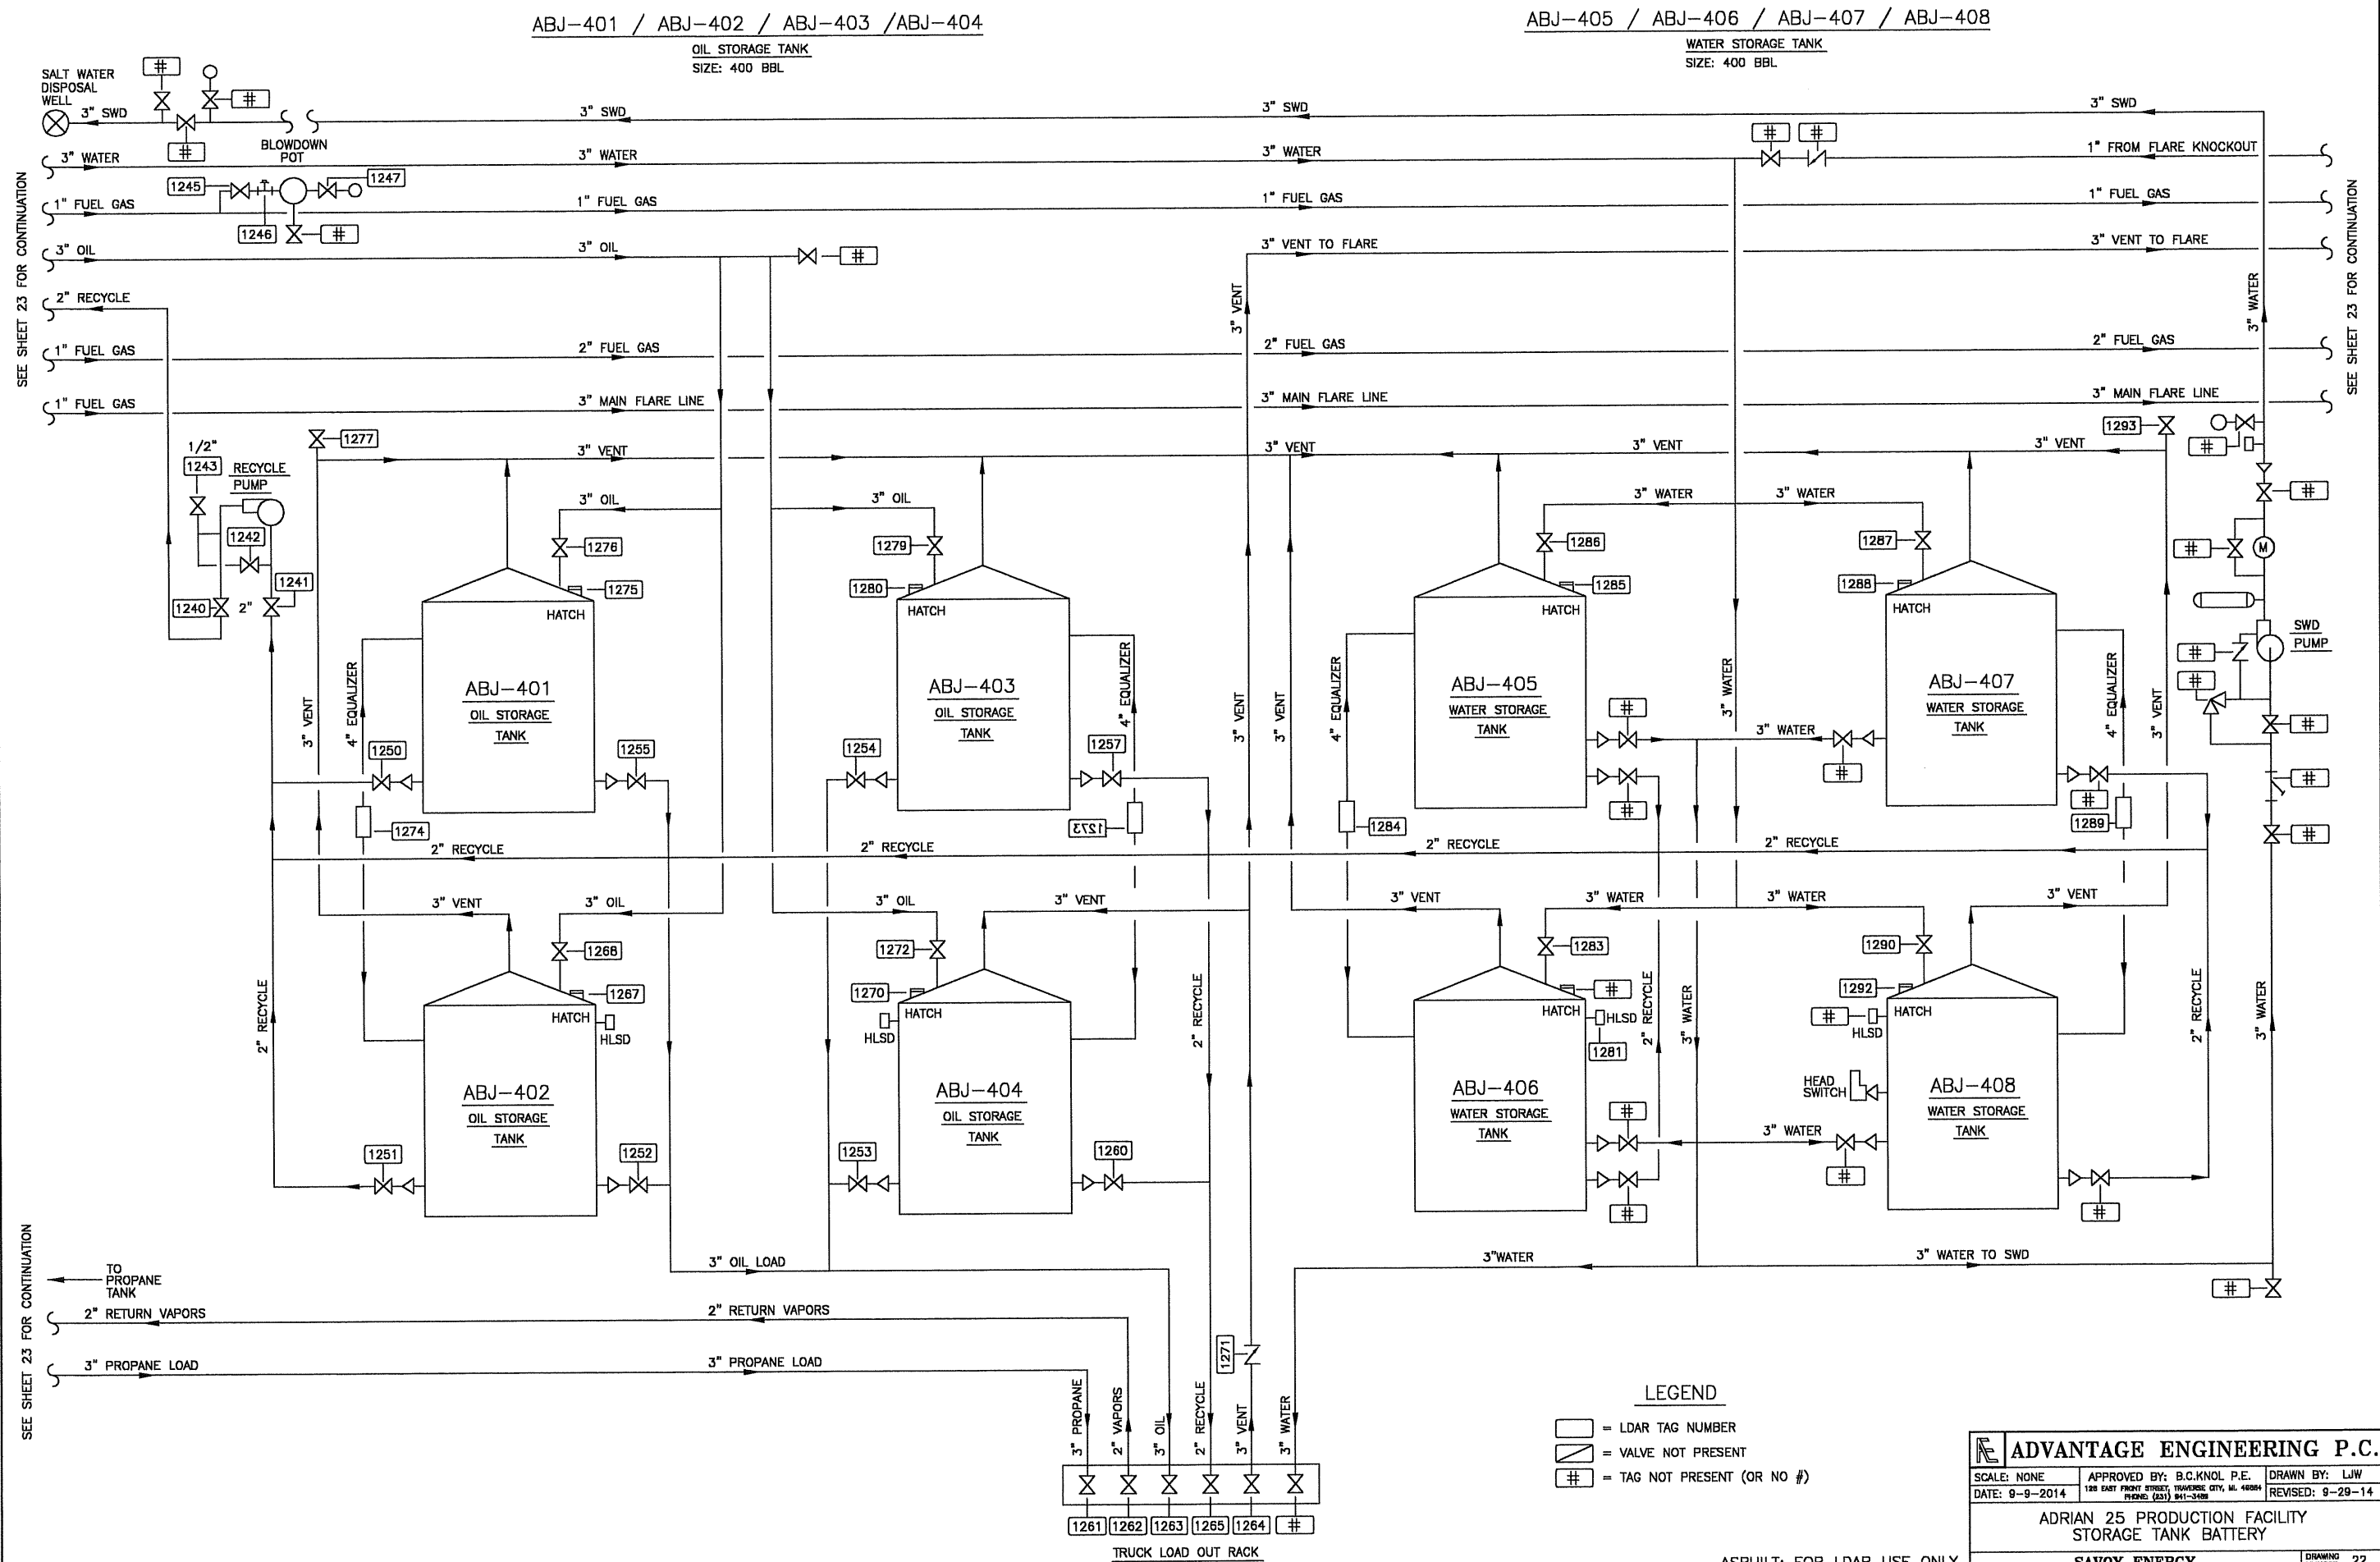 ABJ-401 / ABJ-402 / ABJ-403 /ABJ-404
OIL STORAGE TANK
SIZE: 400 BBL
ABJ-405 / ABJ-406 / ABJ-407 / ABJ-408
WATER STORAGE TANK
SIZE: 400 BBL
SALT WATER
DISPOSAL
WELL
#
#
#
3" SWD
3" SWD
3" SWD
3" SWD
BLOWDOWN
POT
3" WATER
3" WATER
3" WATER
#
#
1" FROM FLARE KNOCKOUT
1245
1247
1246
#
1" FUEL GAS
1" FUEL GAS
1" FUEL GAS
1" FUEL GAS
3" OIL
3" OIL
#
3" VENT TO FLARE
3" VENT TO FLARE
2" RECYCLE
3" VENT
3" WATER
1" FUEL GAS
2" FUEL GAS
2" FUEL GAS
2" FUEL GAS
1" FUEL GAS
3" MAIN FLARE LINE
3" MAIN FLARE LINE
3" MAIN FLARE LINE
SEE SHEET 23 FOR CONTINUATION
SEE SHEET 23 FOR CONTINUATION
1277
3" VENT
3" VENT
3" VENT
3" VENT
1293
#
1/2"
1243
RECYCLE
PUMP
1242
1241
1240
2"
3" OIL
3" OIL
3" WATER
3" WATER
#
1276
1279
1286
1287
#
M
1275
1280
1285
1288
HATCH
HATCH
HATCH
HATCH
SWD
PUMP
#
#
#
#
#
ABJ-401
OIL STORAGE
TANK
ABJ-403
OIL STORAGE
TANK
ABJ-405
WATER STORAGE
TANK
ABJ-407
WATER STORAGE
TANK
3" VENT
4" EQUALIZER
4" EQUALIZER
3" VENT
3" VENT
4" EQUALIZER
3" WATER
4" EQUALIZER
3" VENT
1250
1255
1254
1257
#
#
3" WATER
#
#
1274
1273
1284
1289
2" RECYCLE
2" RECYCLE
2" RECYCLE
2" RECYCLE
3" VENT
3" OIL
3" OIL
3" VENT
3" VENT
3" WATER
3" WATER
3" VENT
1268
1272
1283
1290
1267
1270
#
1292
HATCH
HATCH
HATCH
HATCH
HLSD
HLSD
HLSD
1281
#
HLSD
HEAD
SWITCH
2" RECYCLE
2" RECYCLE
2" RECYCLE
3" WATER
2" RECYCLE
3" WATER
ABJ-402
OIL STORAGE
TANK
ABJ-404
OIL STORAGE
TANK
ABJ-406
WATER STORAGE
TANK
ABJ-408
WATER STORAGE
TANK
1251
1252
1253
1260
#
#
3" WATER
#
#
3" OIL LOAD
3"WATER
3" WATER TO SWD
#
SEE SHEET 23 FOR CONTINUATION
TO
PROPANE
TANK
2" RETURN VAPORS
2" RETURN VAPORS
3" PROPANE LOAD
3" PROPANE LOAD
1271
3" PROPANE
2" VAPORS
3" OIL
2" RECYCLE
3" VENT
3" WATER
1261
1262
1263
1265
1264
#
TRUCK LOAD OUT RACK
LEGEND
= LDAR TAG NUMBER
= VALVE NOT PRESENT
# = TAG NOT PRESENT (OR NO #)
ADVANTAGE ENGINEERING P.C.
SCALE: NONE
APPROVED BY: B.C.KNOL P.E.
DRAWN BY: LJW
DATE: 9-9-2014
REVISED: 9-29-14
ADRIAN 25 PRODUCTION FACILITY
STORAGE TANK BATTERY
ASBUILT: FOR LDAR USE ONLY
SAVOY ENERGY
DRAWING
22